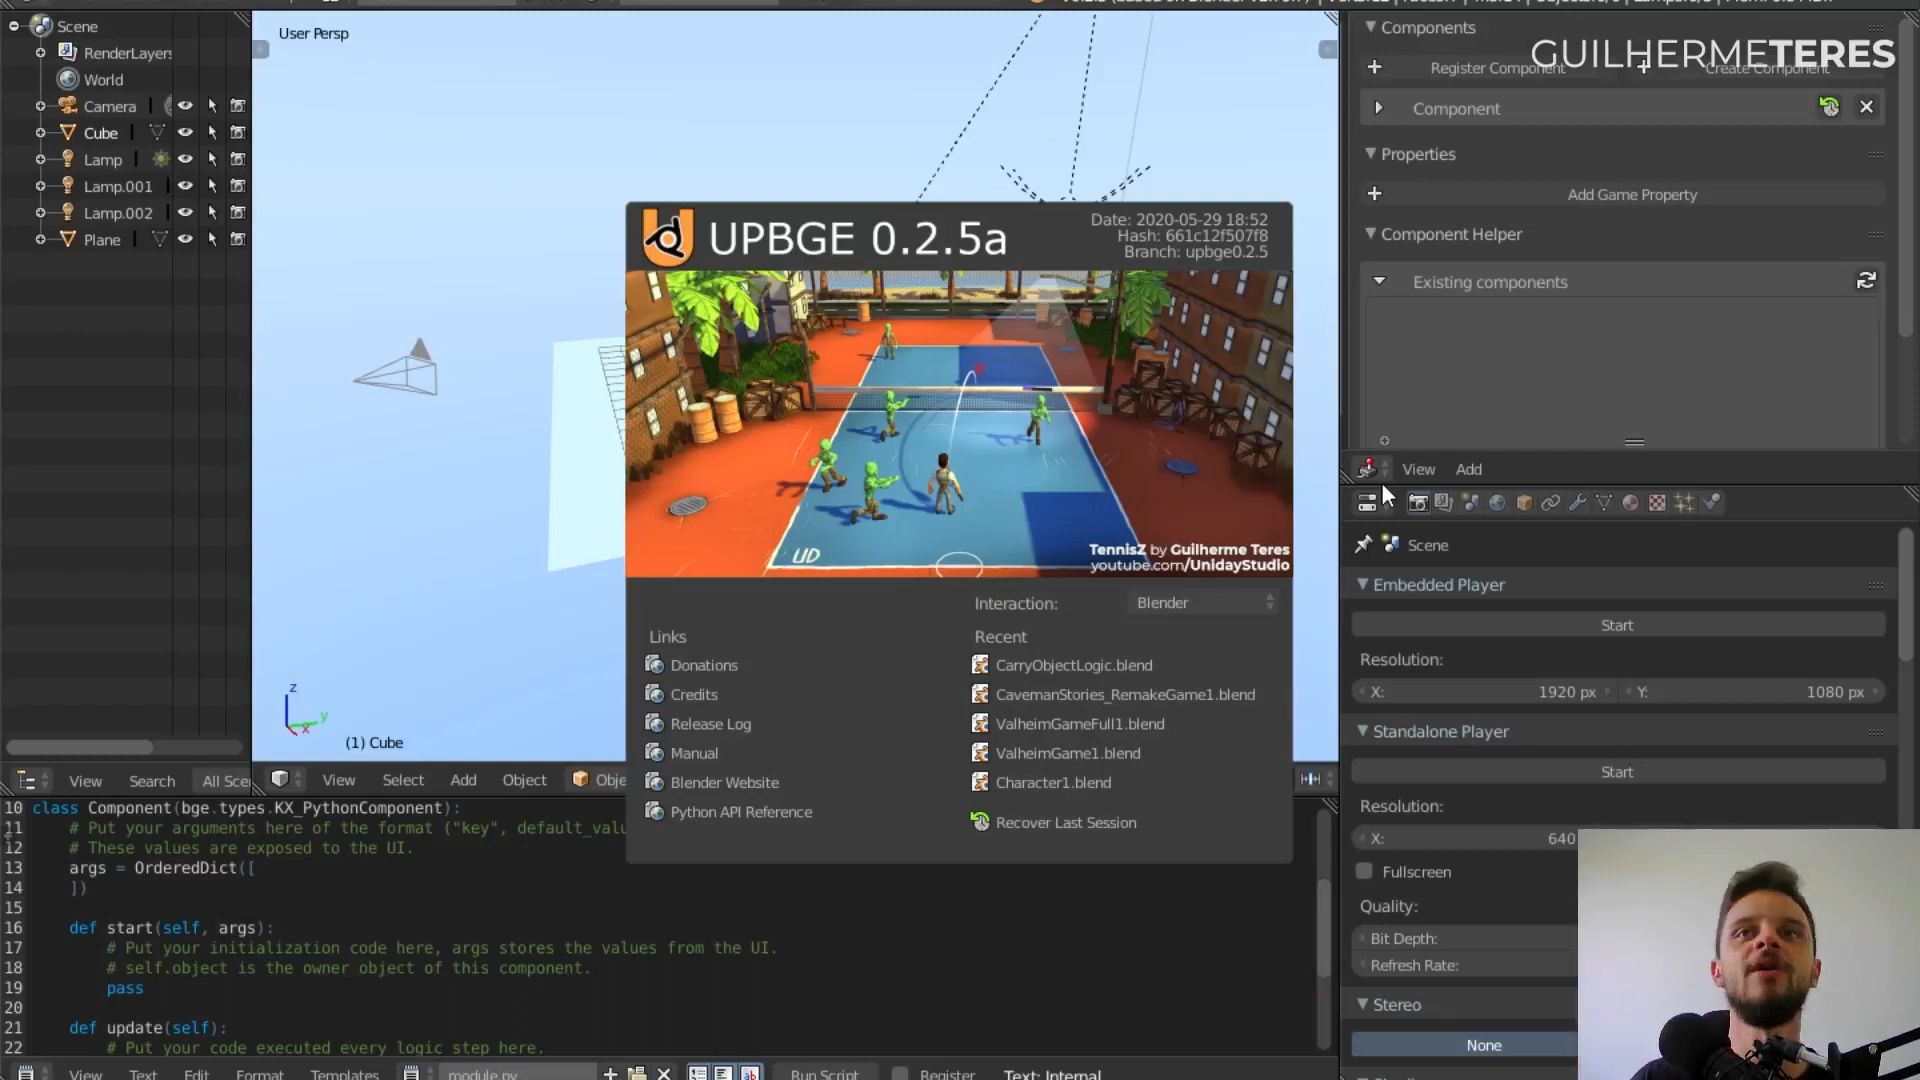 Scene
RenderLayers
World
Camera
Cube
Lamp
Lamp.001
Lamp.002
Plane
View Search All Sce
User Persp
(1) Cube
z
y
x
View Select Add Object Obje
UPBGE 0.2.5a
Date: 2020-05-29 18:52
Hash: 661c12f507f8
Branch: upbge0.2.5
UD
TennisZ by Guilherme Teres
youtube.com/UnidayStudio
Interaction: Blender
Links
Donations
Credits
Release Log
Manual
Blender Website
Python API Reference
Recent
CarryObjectLogic.blend
CavemanStories_RemakeGame1.blend
ValheimGameFull1.blend
ValheimGame1.blend
Character1.blend
Recover Last Session
10 class Component(bge.types.KX_PythonComponent):
11 # Put your arguments here of the format ("key", default_valu
12 # These values are exposed to the UI.
13 args = OrderedDict([
14 ])
15
16 def start(self, args):
17 # Put your initialization code here, args stores the values from the UI.
18 # self.object is the owner object of this component.
19 pass
20
21 def update(self):
22 # Put your code executed every logic step here.
View Text Edit Format Templates module.py Run Script Register Text: Internal
GUILHERMETERES
Components
Register Component Create Component
Component
Properties
Add Game Property
Component Helper
Existing components
View Add
Scene
Embedded Player
Start
Resolution:
X: 1920 px Y: 1080 px
Standalone Player
Start
Resolution:
X: 640
Fullscreen
Quality:
Bit Depth:
Refresh Rate:
Stereo
None